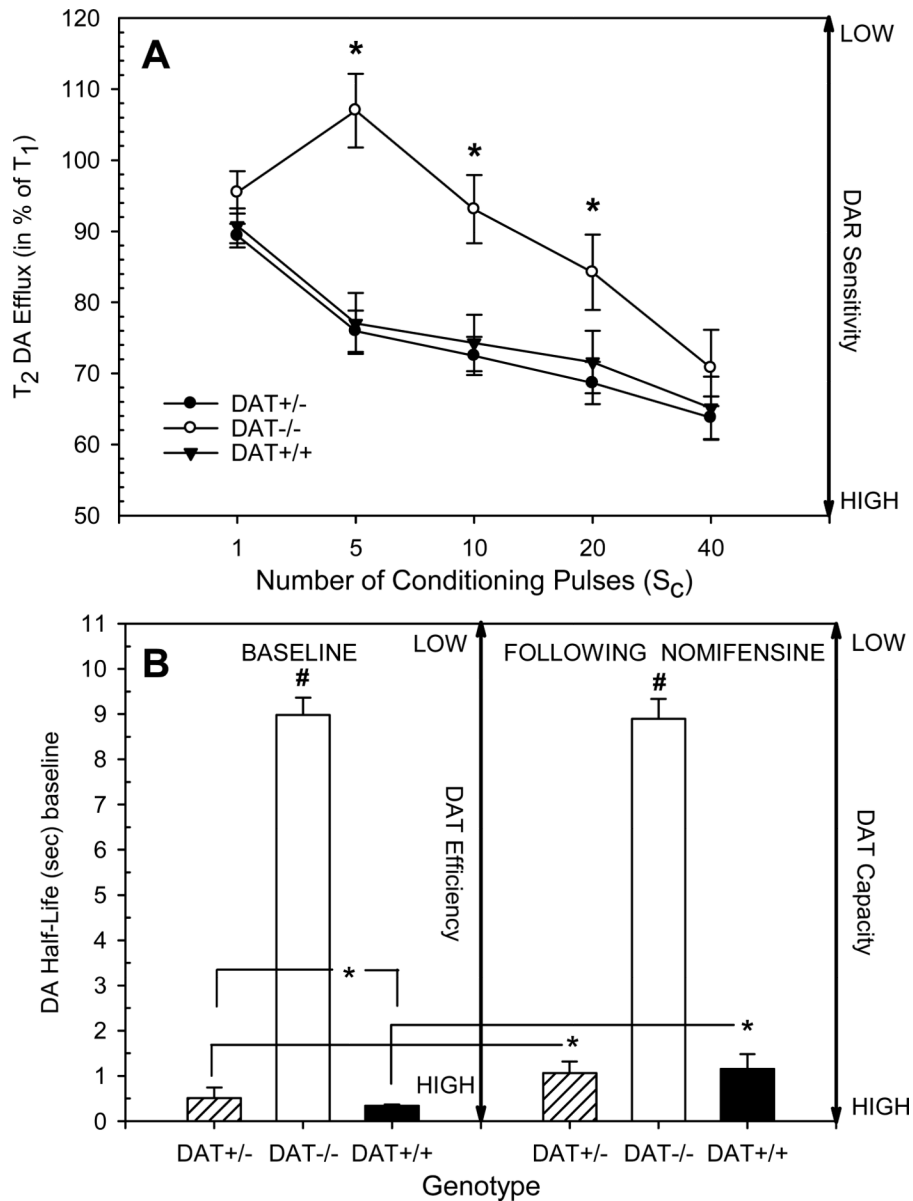 A
120
110
100
90
80
70
60
50
T2 DA Efflux (in % of T1)
*
*
*
DAT+/-
DAT-/-
DAT+/+
LOW
DAR Sensitivity
HIGH
1 5 10 20 40
Number of Conditioning Pulses (SC)
B
11
10
9
8
7
6
5
4
3
2
1
0
DA Half-Life (sec) baseline
BASELINE
#
*
LOW
DAT Efficiency
HIGH
FOLLOWING NOMIFENSINE
#
*
*
LOW
DAT Capacity
HIGH
DAT+/- DAT-/- DAT+/+ DAT+/- DAT-/- DAT+/+
Genotype